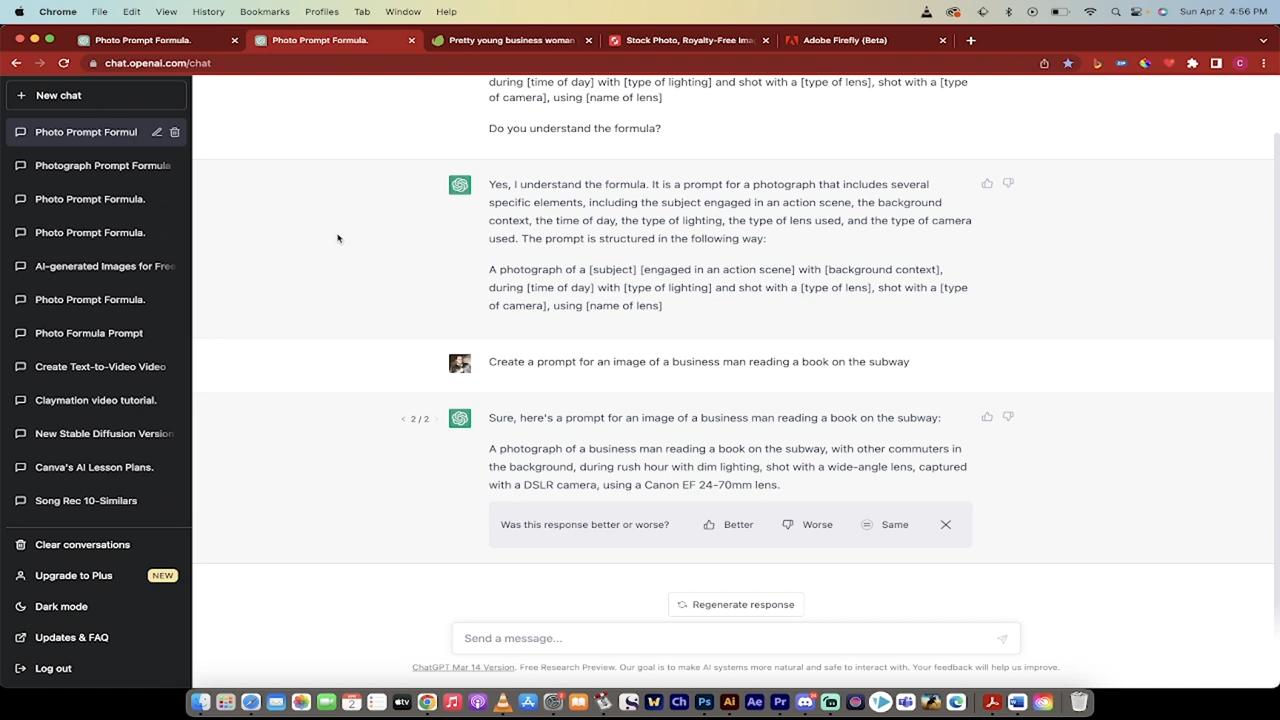 Chrome File Edit View History Bookmarks Profiles Tab Window Help Sun Apr 2 4:56 PM
Photo Prompt Formula. Photo Prompt Formula. Pretty young business woman Stock Photo, Royalty-Free Ima Adobe Firefly (Beta)
chat.openai.com/chat
New chat
Photo Prompt Formul
Photograph Prompt Formula
Photo Prompt Formula.
Photo Prompt Formula.
AI-generated Images for Free
Photo Prompt Formula.
Photo Formula Prompt
Create Text-to-Video Video
Claymation video tutorial.
New Stable Diffusion Version
Canva's AI Lesson Plans.
Song Rec 10-Similars
Clear conversations
Upgrade to Plus NEW
Dark mode
Updates & FAQ
Log out
during [time of day] with [type of lighting] and shot with a [type of lens], shot with a [type
of camera], using [name of lens]
Do you understand the formula?
Yes, I understand the formula. It is a prompt for a photograph that includes several
specific elements, including the subject engaged in an action scene, the background
context, the time of day, the type of lighting, the type of lens used, and the type of camera
used. The prompt is structured in the following way:
A photograph of a [subject] [engaged in an action scene] with [background context],
during [time of day] with [type of lighting] and shot with a [type of lens], shot with a [type
of camera], using [name of lens]
Create a prompt for an image of a business man reading a book on the subway
< 2 / 2 >
Sure, here's a prompt for an image of a business man reading a book on the subway:
A photograph of a business man reading a book on the subway, with other commuters in
the background, during rush hour with dim lighting, shot with a wide-angle lens, captured
with a DSLR camera, using a Canon EF 24-70mm lens.
Was this response better or worse? Better Worse Same
Regenerate response
Send a message...
ChatGPT Mar 14 Version. Free Research Preview. Our goal is to make AI systems more natural and safe to interact with. Your feedback will help us improve.